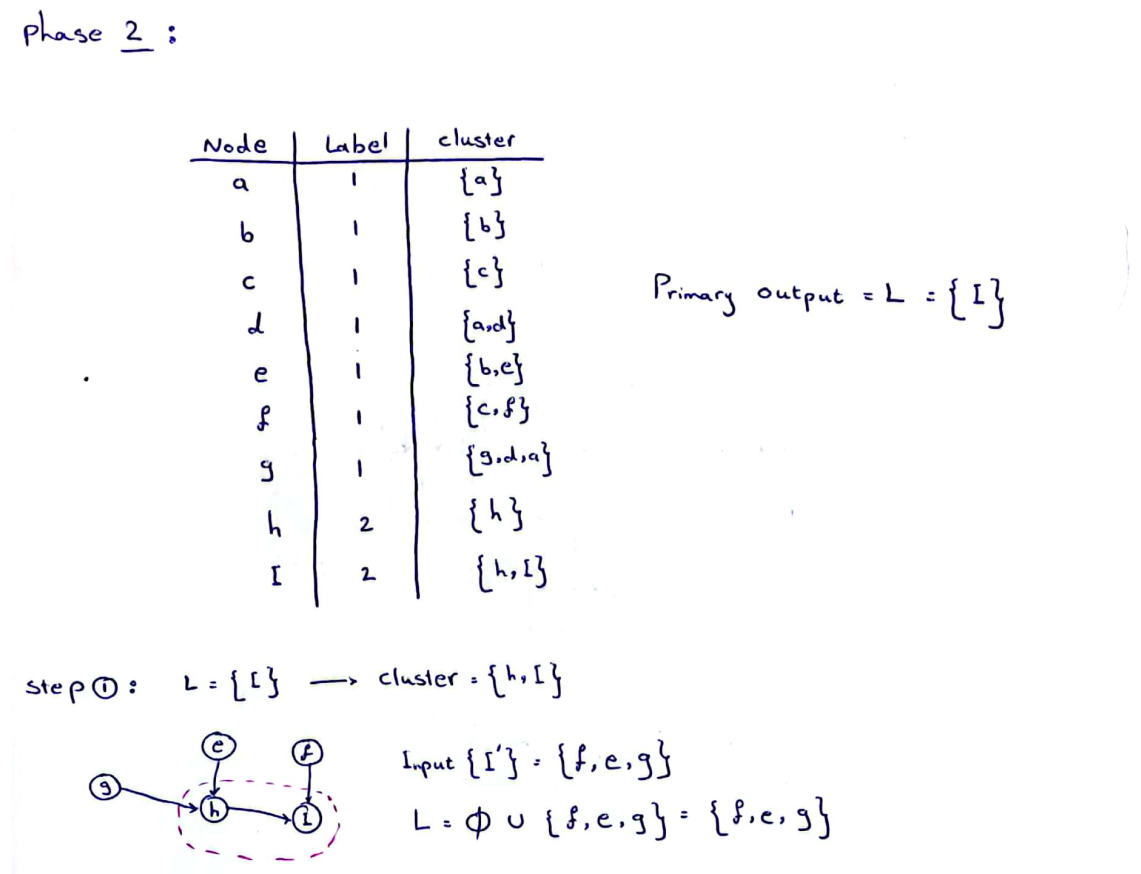 phase 2 :
Node Label cluster
a 1 {a}
b 1 {b}
c 1 {c}
d 1 {a,d}
e 1 {b,e}
f 1 {c,f}
g 1 {g,d,a}
h 2 {h}
I 2 {h,I}
Primary output = L = {I}
step ① : L = {I} → cluster = {h,I}
e f
g h i
Input {I'} = {f,e,g}
L = Φ ∪ {f,e,g} = {f,e,g}